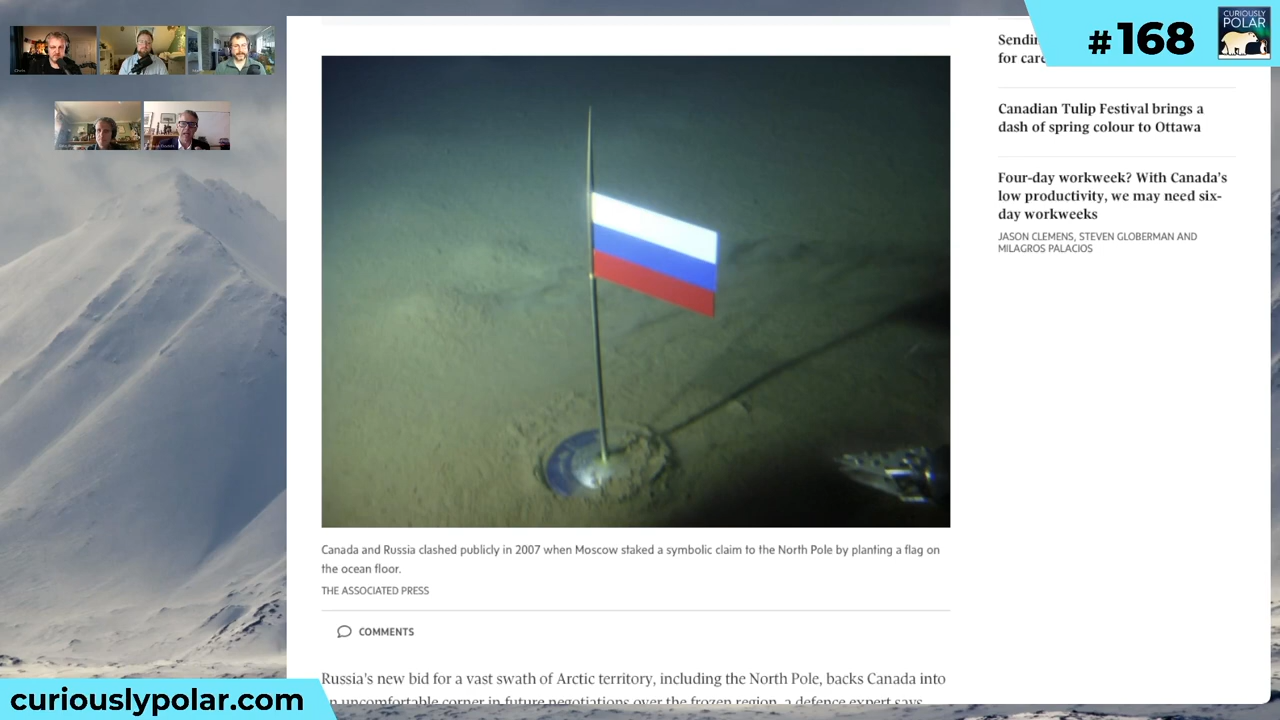 #168
CURIOUSLY
POLAR
Canadian Tulip Festival brings a
dash of spring colour to Ottawa
Four-day workweek? With Canada's
low productivity, we may need six-
day workweeks
JASON CLEMENS, STEVEN GLOBERMAN AND
MILAGROS PALACIOS
Canada and Russia clashed publicly in 2007 when Moscow staked a symbolic claim to the North Pole by planting a flag on
the ocean floor.
THE ASSOCIATED PRESS
COMMENTS
Russia's new bid for a vast swath of Arctic territory, including the North Pole, backs Canada into
uncomfortable corner in future negotiations over the frozen region, a defence expert says
curiouslypolar.com